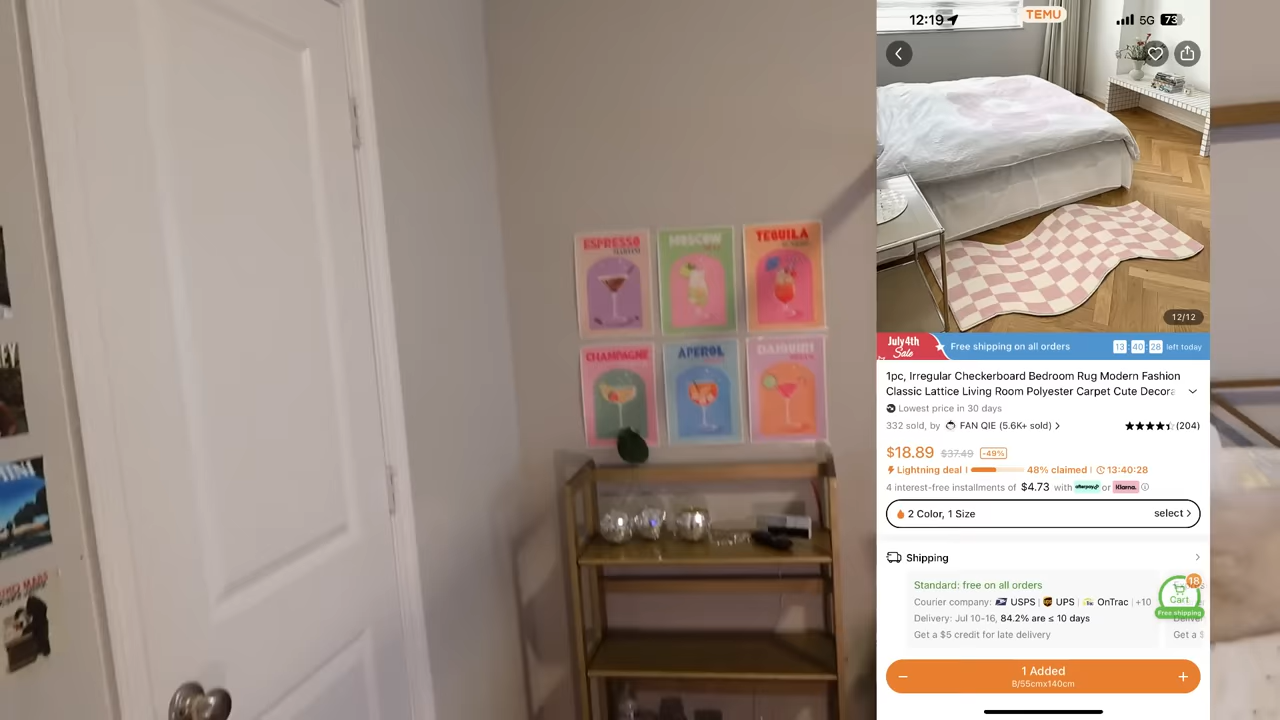 ESPRESSO
MARTINI
MOSCOW
MULE
TEQUILA
SUNRISE
CHAMPAGNE
APEROL
SPRITZ
DAIQUIRI
12:19
TEMU
5G
73
12/12
July4th
Sale
Free shipping on all orders
13:40:28 left today
1pc, Irregular Checkerboard Bedroom Rug Modern Fashion
Classic Lattice Living Room Polyester Carpet Cute Decora
Lowest price in 30 days
332 sold, by FAN QIE (5.6K+ sold)
(204)
$18.89 $37.49 -49%
Lightning deal 48% claimed 13:40:28
4 interest-free installments of $4.73 with afterpay or Klarna.
2 Color, 1 Size
select
Shipping
Standard: free on all orders
Courier company: USPS UPS OnTrac +10
Delivery: Jul 10-16, 84.2% are ≤ 10 days
Get a $5 credit for late delivery
18
Cart
Free shipping
Get a $
− 1 Added +
B/55cmx140cm